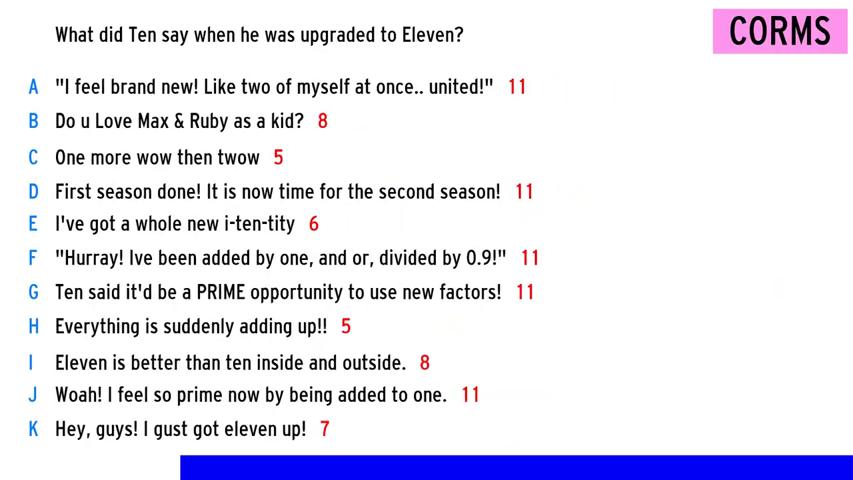 What did Ten say when he was upgraded to Eleven?
CORMS
A "I feel brand new! Like two of myself at once.. united!" 11
B Do u Love Max & Ruby as a kid? 8
C One more wow then twow 5
D First season done! It is now time for the second season! 11
E I've got a whole new i-ten-tity 6
F "Hurray! Ive been added by one, and or, divided by 0.9!" 11
G Ten said it'd be a PRIME opportunity to use new factors! 11
H Everything is suddenly adding up!! 5
I Eleven is better than ten inside and outside. 8
J Woah! I feel so prime now by being added to one. 11
K Hey, guys! I gust got eleven up! 7